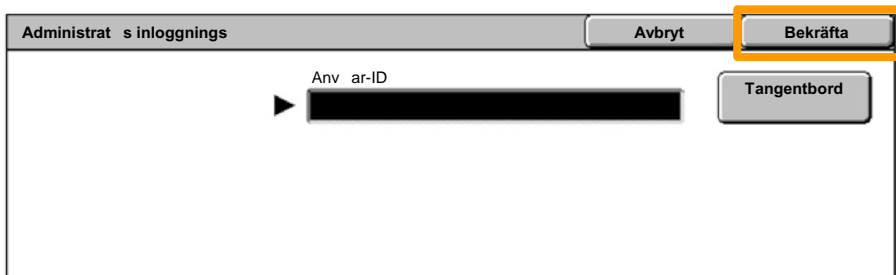 Administrat s inloggnings Avbryt Bekräfta
Anv ar-ID
Tangentbord